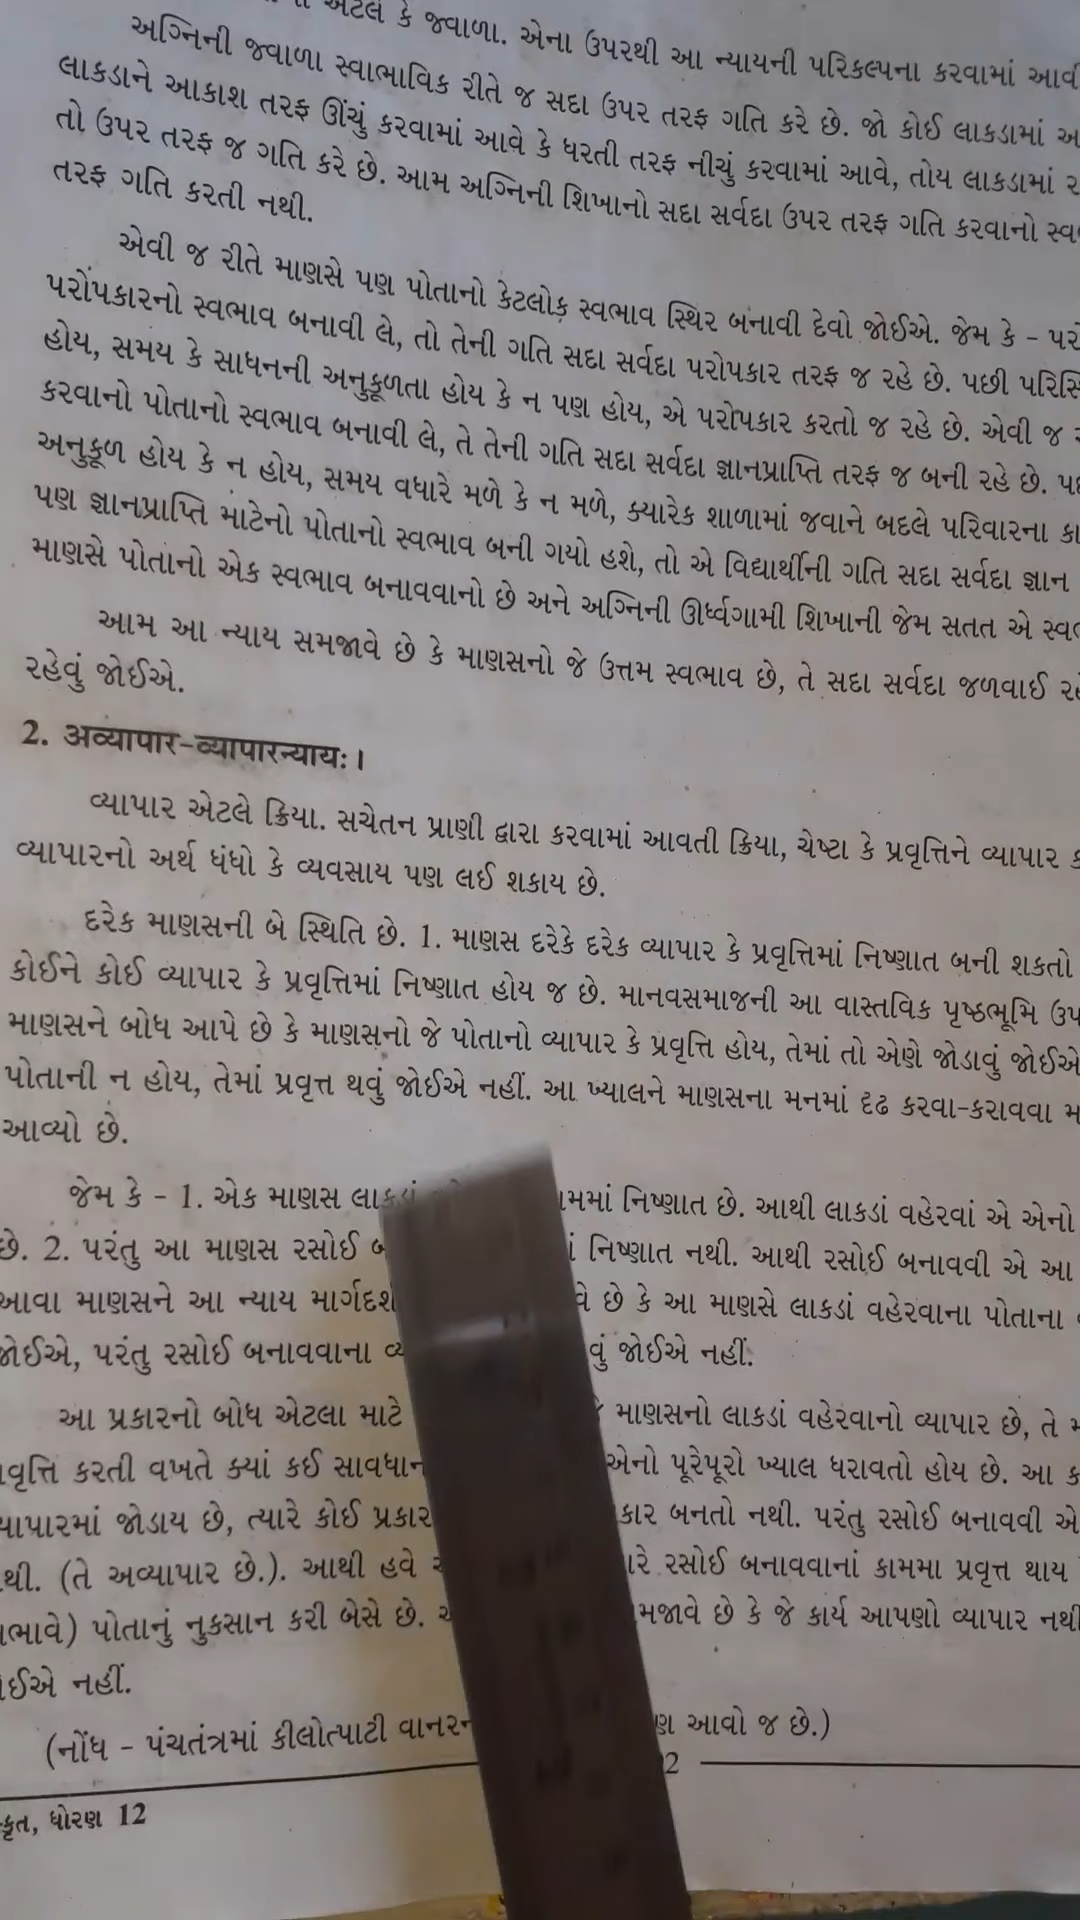 એટલે કે જ્વાળા. એના ઉપરથી આ ન્યાયની પરિકલ્પના કરવામાં આવી
અગ્નિની જ્વાળા સ્વાભાવિક રીતે જ સદા ઉપર તરફ ગતિ કરે છે. જો કોઈ લાકડામાં
લાકડાને આકાશ તરફ ઊંચું કરવામાં આવે કે ધરતી તરફ નીચું કરવામાં આવે, તોય લાકડામાં
તો ઉપર તરફ જ ગતિ કરે છે. આમ અગ્નિની શિખાનો સદા સર્વદા ઉપર તરફ ગતિ કરવાનો
તરફ ગતિ કરતી નથી.
એવી જ રીતે માણસે પણ પોતાનો કેટલોક સ્વભાવ સ્થિર બનાવી દેવો જોઈએ. જેમ કે -
પરોપકારનો સ્વભાવ બનાવી લે, તો તેની ગતિ સદા સર્વદા પરોપકાર તરફ જ રહે છે. પછી
હોય, સમય કે સાધનની અનુકૂળતા હોય કે ન પણ હોય, એ પરોપકાર કરતો જ રહે છે. એવી જ
કરવાનો પોતાનો સ્વભાવ બનાવી લે, તે તેની ગતિ સદા સર્વદા જ્ઞાનપ્રાપ્તિ તરફ જ બની રહે છે.
અનુકૂળ હોય કે ન હોય, સમય વધારે મળે કે ન મળે, ક્યારેક શાળામાં જવાને બદલે પરિવારના
પણ જ્ઞાનપ્રાપ્તિ માટેનો પોતાનો સ્વભાવ બની ગયો હશે, તો એ વિદ્યાર્થીની ગતિ સદા સર્વદા જ્ઞાન
માણસે પોતાનો એક સ્વભાવ બનાવવાનો છે અને અગ્નિની ઊર્ધ્વગામી શિખાની જેમ સતત એ
આમ આ ન્યાય સમજાવે છે કે માણસનો જે ઉત્તમ સ્વભાવ છે, તે સદા સર્વદા જળવાઈ
રહેવું જોઈએ.
2. अव्यापार-व्यापारन्यायः।
વ્યાપાર એટલે ક્રિયા. સચેતન પ્રાણી દ્વારા કરવામાં આવતી ક્રિયા, ચેષ્ટા કે પ્રવૃત્તિને વ્યાપાર
વ્યાપારનો અર્થ ધંધો કે વ્યવસાય પણ લઈ શકાય છે.
દરેક માણસની બે સ્થિતિ છે. 1. માણસ દરેકે દરેક વ્યાપાર કે પ્રવૃત્તિમાં નિષ્ણાત બની શકતો
કોઈને કોઈ વ્યાપાર કે પ્રવૃત્તિમાં નિષ્ણાત હોય જ છે. માનવસમાજની આ વાસ્તવિક પૃષ્ઠભૂમિ
માણસને બોધ આપે છે કે માણસનો જે પોતાનો વ્યાપાર કે પ્રવૃત્તિ હોય, તેમાં તો એણે જોડાવું જોઈએ
પોતાની ન હોય, તેમાં પ્રવૃત્ત થવું જોઈએ નહીં. આ ખ્યાલને માણસના મનમાં દૃઢ કરવા-કરાવવા
આવ્યો છે.
જેમ કે - 1. એક માણસ નિષ્ણાત છે. આથી લાકડાં વહેરવાં એ એનો
છે. 2. પરંતુ આ માણસ રસોઈ નિષ્ણાત નથી. આથી રસોઈ બનાવવી એ આ
આવા માણસને આ ન્યાય છે કે આ માણસે લાકડાં વહેરવાના પોતાના
જોઈએ, પરંતુ રસોઈ બનાવવાના જોઈએ નહીં.
આ પ્રકારનો બોધ એટલા માટે માણસનો લાકડાં વહેરવાનો વ્યાપાર છે, તે
કરતી વખતે ક્યાં કઈ એનો પૂરેપૂરો ખ્યાલ ધરાવતો હોય છે. આ
જોડાય છે, ત્યારે કોઈ બનતો નથી. પરંતુ રસોઈ બનાવવી એ
(તે અવ્યાપાર છે.). આથી હવે રસોઈ બનાવવાનાં કામમા પ્રવૃત્ત થાય
પોતાનું નુકસાન કરી બેસે છે. છે કે જે કાર્ય આપણો વ્યાપાર
નહીં.
(નોંધ - પંચતંત્રમાં કીલોત્પાટી આવો જ છે.)
ધોરણ 12